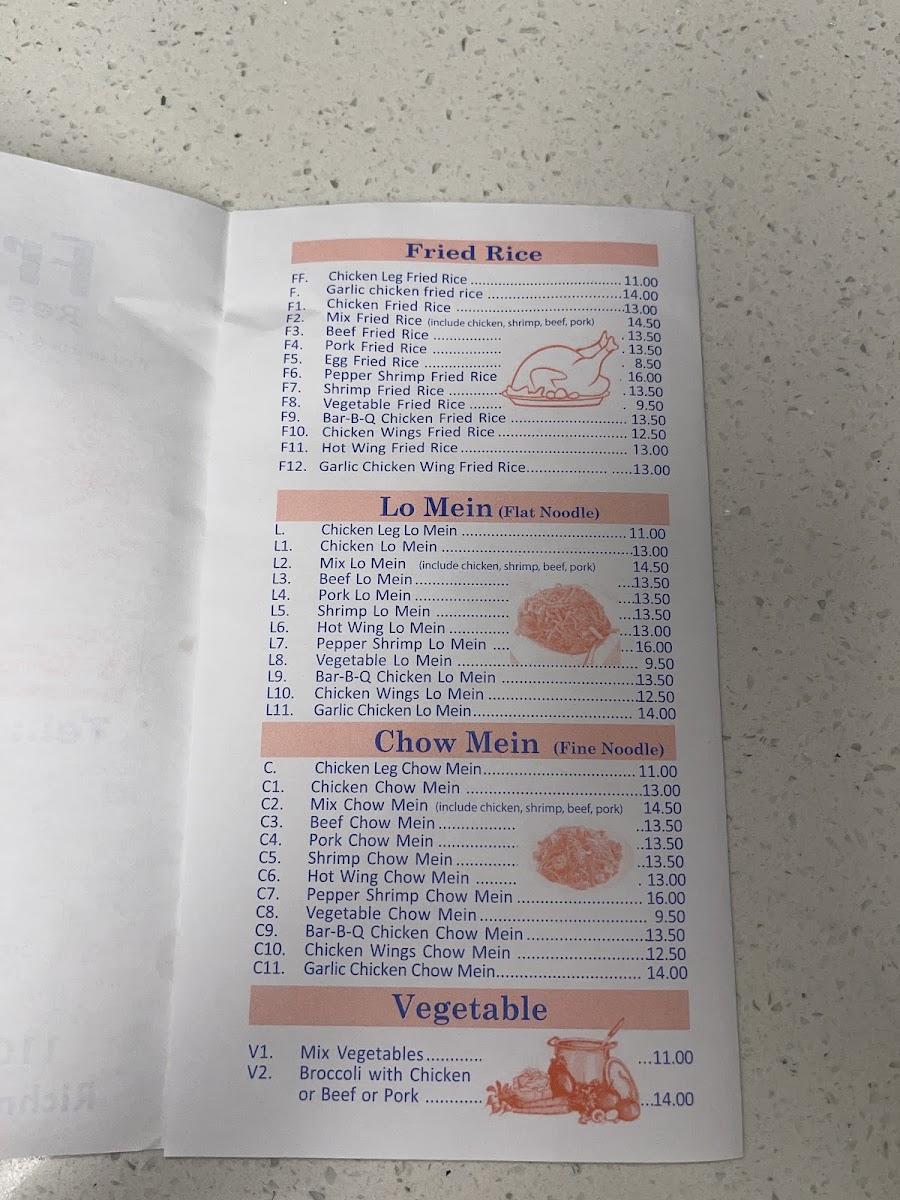 Fried Rice
FF. Chicken Leg Fried Rice 11.00
F. Garlic chicken fried rice 14.00
F1. Chicken Fried Rice 13.00
F2. Mix Fried Rice (include chicken, shrimp, beef, pork) 14.50
F3. Beef Fried Rice 13.50
F4. Pork Fried Rice 13.50
F5. Egg Fried Rice 8.50
F6. Pepper Shrimp Fried Rice 16.00
F7. Shrimp Fried Rice 13.50
F8. Vegetable Fried Rice 9.50
F9. Bar-B-Q Chicken Fried Rice 13.50
F10. Chicken Wings Fried Rice 12.50
F11. Hot Wing Fried Rice 13.00
F12. Garlic Chicken Wing Fried Rice 13.00
Lo Mein (Flat Noodle)
L. Chicken Leg Lo Mein 11.00
L1. Chicken Lo Mein 13.00
L2. Mix Lo Mein (include chicken, shrimp, beef, pork) 14.50
L3. Beef Lo Mein 13.50
L4. Pork Lo Mein 13.50
L5. Shrimp Lo Mein 13.50
L6. Hot Wing Lo Mein 13.00
L7. Pepper Shrimp Lo Mein 16.00
L8. Vegetable Lo Mein 9.50
L9. Bar-B-Q Chicken Lo Mein 13.50
L10. Chicken Wings Lo Mein 12.50
L11. Garlic Chicken Lo Mein 14.00
Chow Mein (Fine Noodle)
C. Chicken Leg Chow Mein 11.00
C1. Chicken Chow Mein 13.00
C2. Mix Chow Mein (include chicken, shrimp, beef, pork) 14.50
C3. Beef Chow Mein 13.50
C4. Pork Chow Mein 13.50
C5. Shrimp Chow Mein 13.50
C6. Hot Wing Chow Mein 13.00
C7. Pepper Shrimp Chow Mein 16.00
C8. Vegetable Chow Mein 9.50
C9. Bar-B-Q Chicken Chow Mein 13.50
C10. Chicken Wings Chow Mein 12.50
C11. Garlic Chicken Chow Mein 14.00
Vegetable
V1. Mix Vegetables 11.00
V2. Broccoli with Chicken
or Beef or Pork 14.00